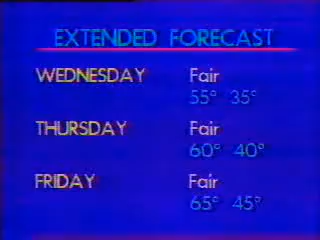 EXTENDED FORECAST
WEDNESDAY Fair
55° 35°
THURSDAY Fair
60° 40°
FRIDAY Fair
65° 45°